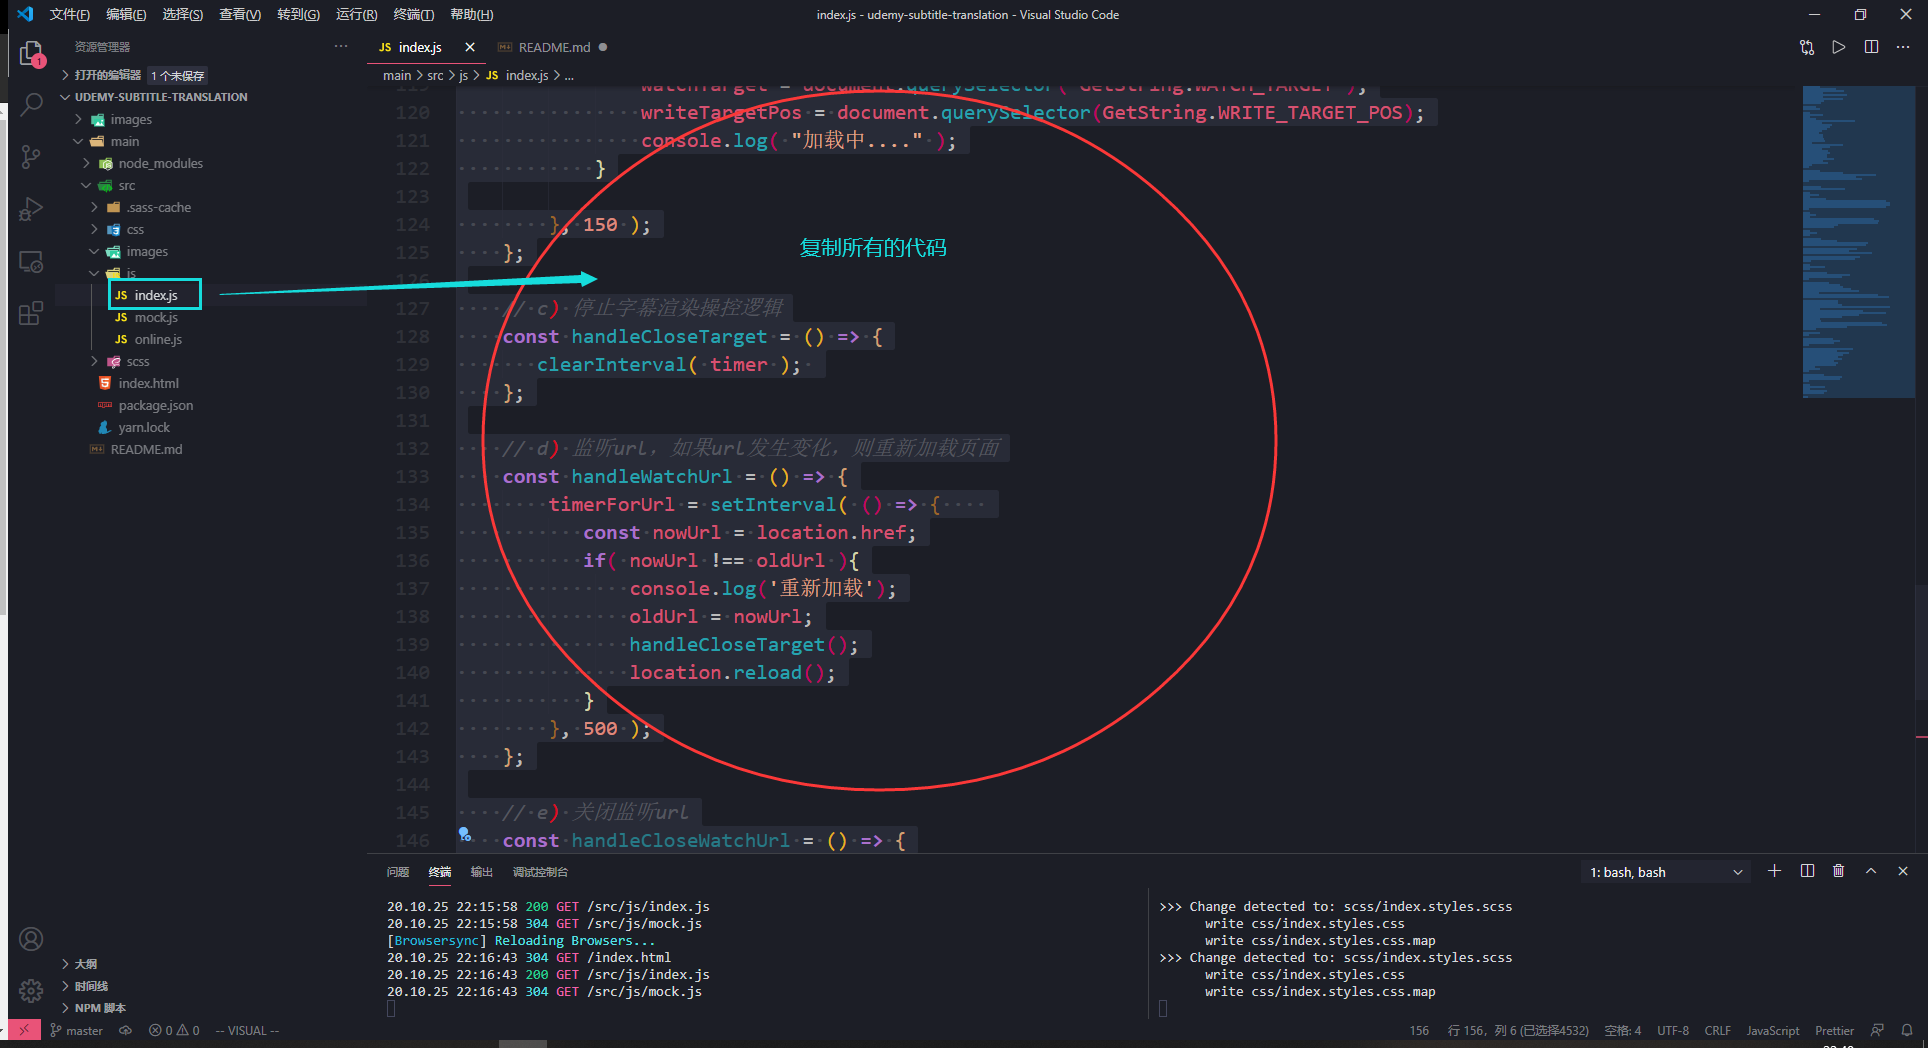 文件(F) 编辑(E) 选择(S) 查看(V) 转到(G) 运行(R) 终端(T) 帮助(H)
index.js - udemy-subtitle-translation - Visual Studio Code
资源管理器
打开的编辑器 1 个未保存
UDEMY-SUBTITLE-TRANSLATION
images
main
node_modules
src
.sass-cache
css
images
js
JS index.js
JS mock.js
JS online.js
scss
index.html
package.json
yarn.lock
README.md
大纲
时间线
NPM 脚本
JS index.js
README.md
main > src > js > JS index.js > ...
119 watchTarget = document.querySelector( GetString.WATCH_TARGET );
120 writeTargetPos = document.querySelector(GetString.WRITE_TARGET_POS);
121 console.log( "加载中...." );
122 }
123
124 }, 150 );
125 };
126
127 // c) 停止字幕渲染操控逻辑
128 const handleCloseTarget = () => {
129 clearInterval( timer );
130 };
131
132 // d) 监听url，如果url发生变化，则重新加载页面
133 const handleWatchUrl = () => {
134 timerForUrl = setInterval( () => {
135 const nowUrl = location.href;
136 if( nowUrl !== oldUrl ){
137 console.log('重新加载');
138 oldUrl = nowUrl;
139 handleCloseTarget();
140 location.reload();
141 }
142 }, 500 );
143 };
144
145 // e) 关闭监听url
146 const handleCloseWatchUrl = () => {
复制所有的代码
问题 终端 输出 调试控制台
1: bash, bash
20.10.25 22:15:58 200 GET /src/js/index.js
20.10.25 22:15:58 304 GET /src/js/mock.js
[Browsersync] Reloading Browsers...
20.10.25 22:16:43 304 GET /index.html
20.10.25 22:16:43 200 GET /src/js/index.js
20.10.25 22:16:43 304 GET /src/js/mock.js
>>> Change detected to: scss/index.styles.scss
write css/index.styles.css
write css/index.styles.css.map
>>> Change detected to: scss/index.styles.scss
write css/index.styles.css
write css/index.styles.css.map
master 0 0 -- VISUAL --
156 行 156，列 6 (已选择4532) 空格: 4 UTF-8 CRLF JavaScript Prettier